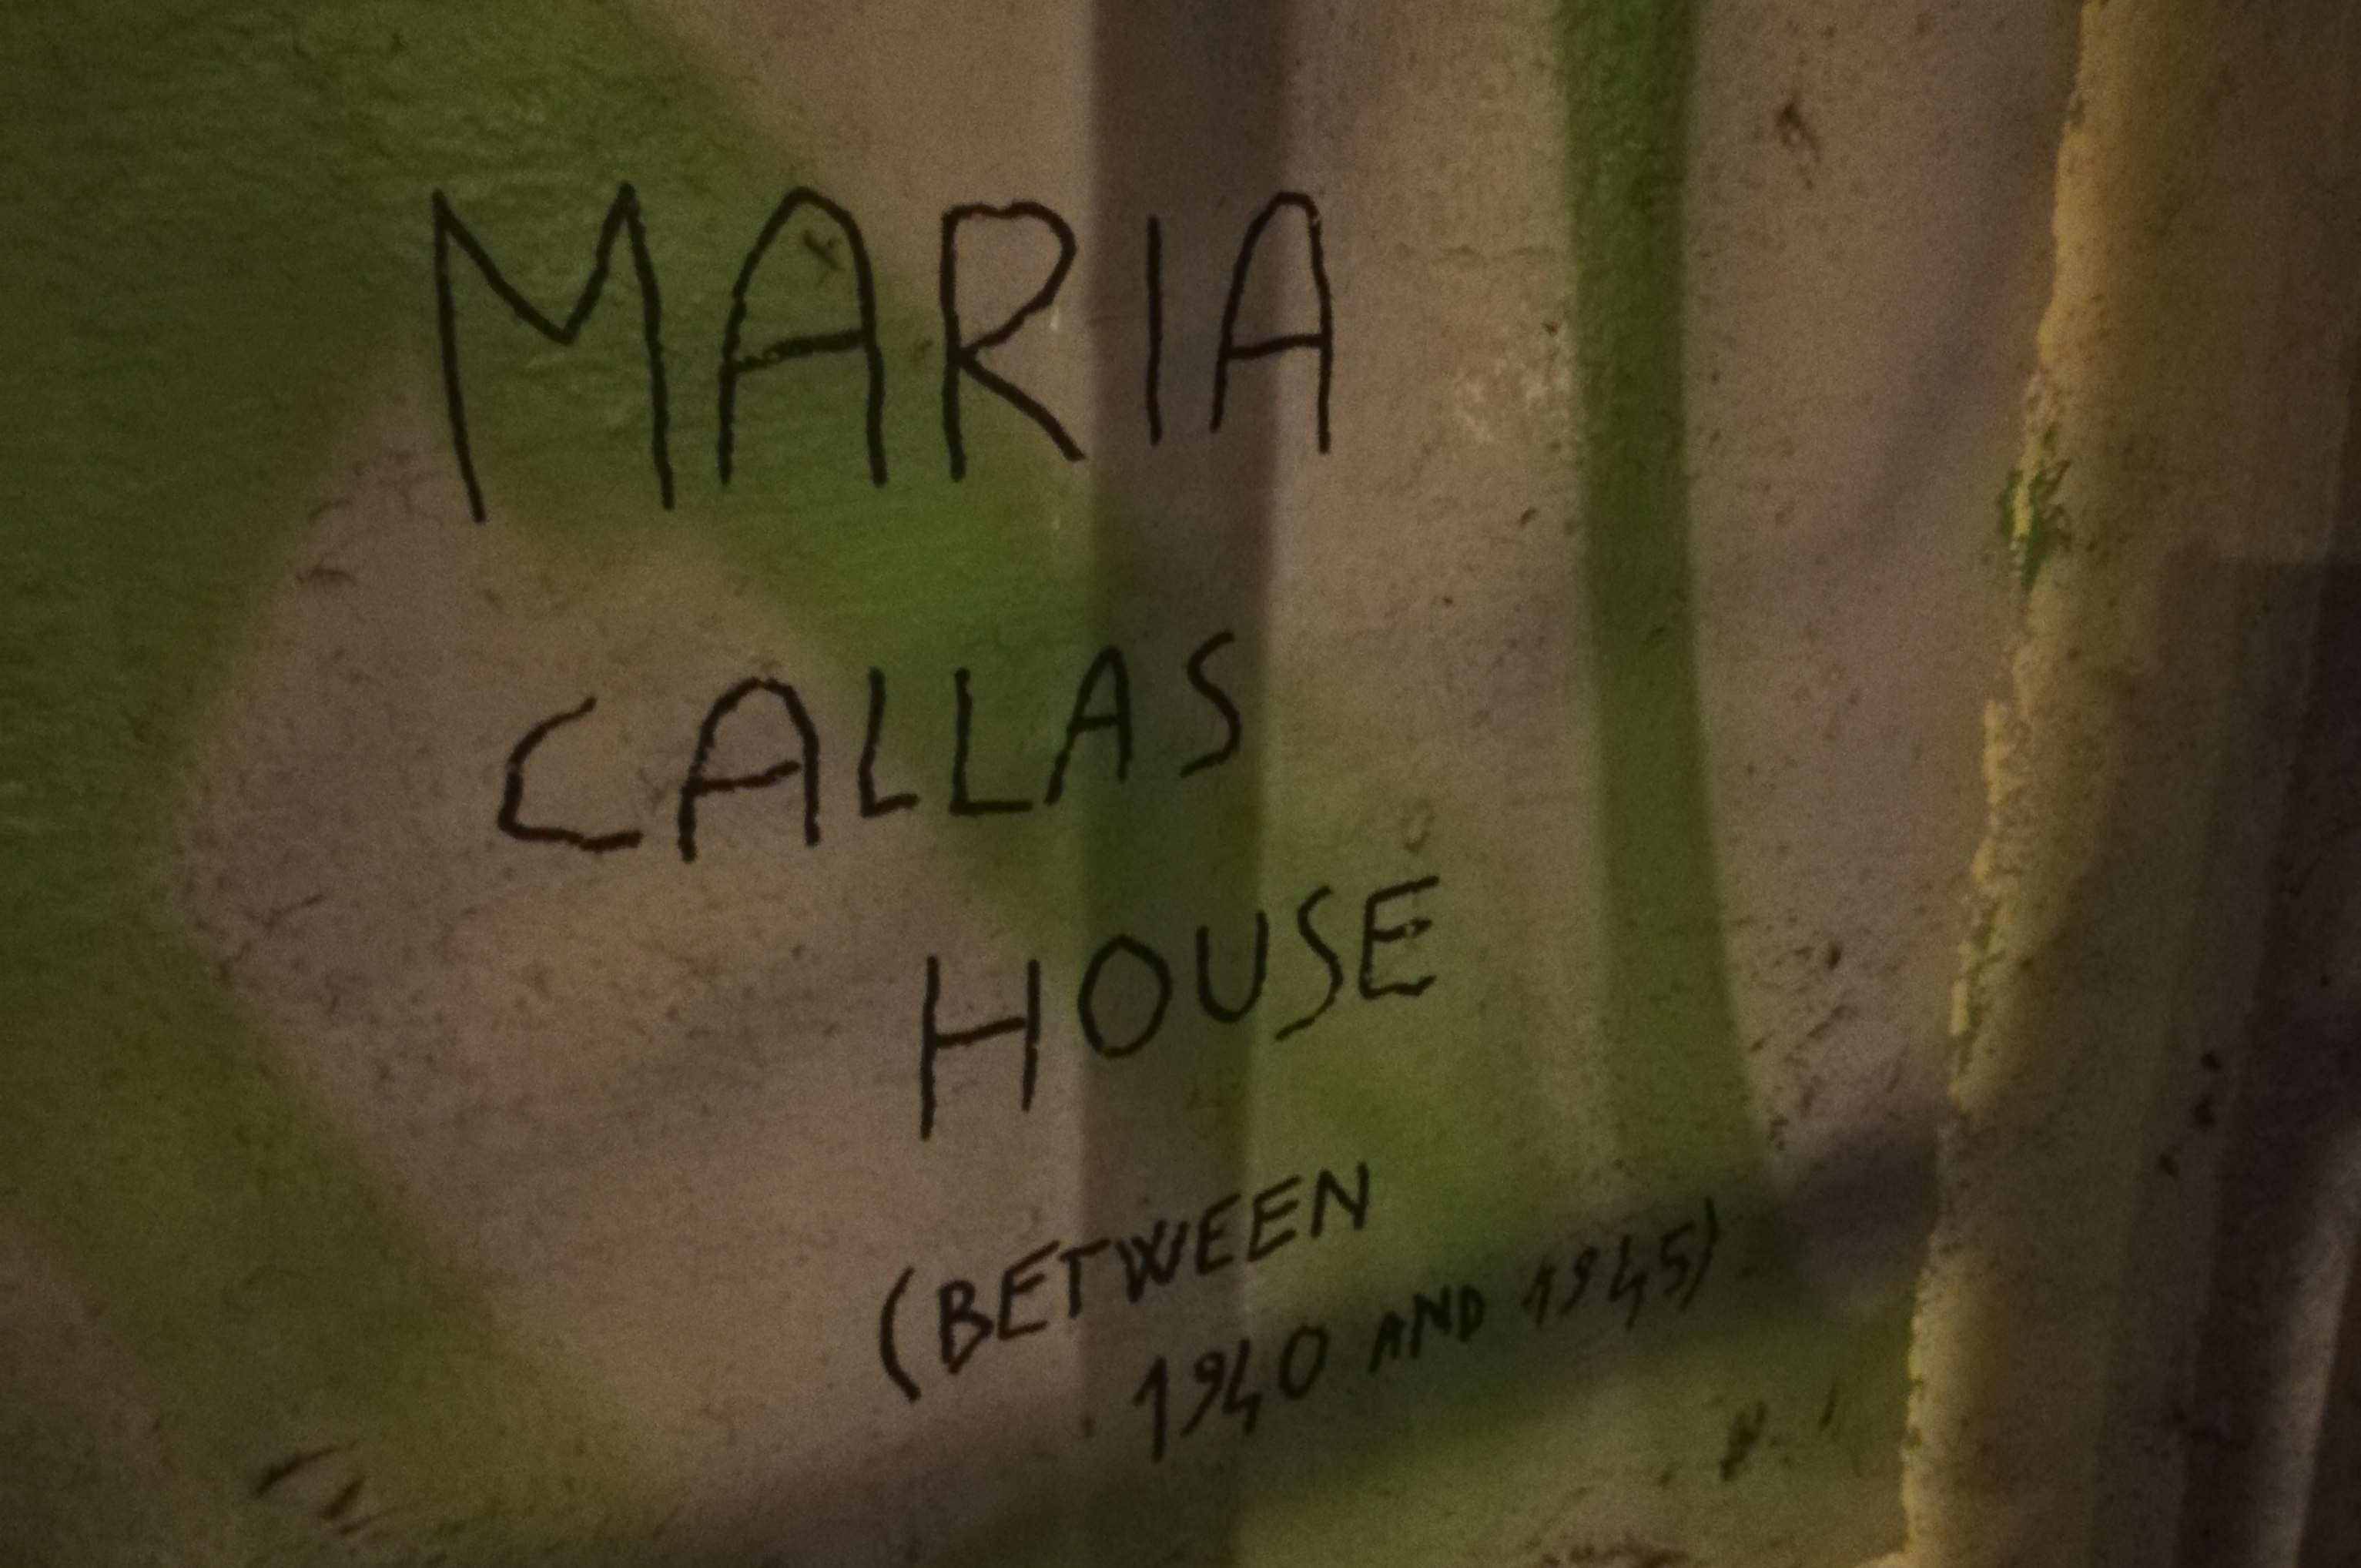 MARIA
CALLAS
HOUSE
(BETWEEN
1940 AND 1945)